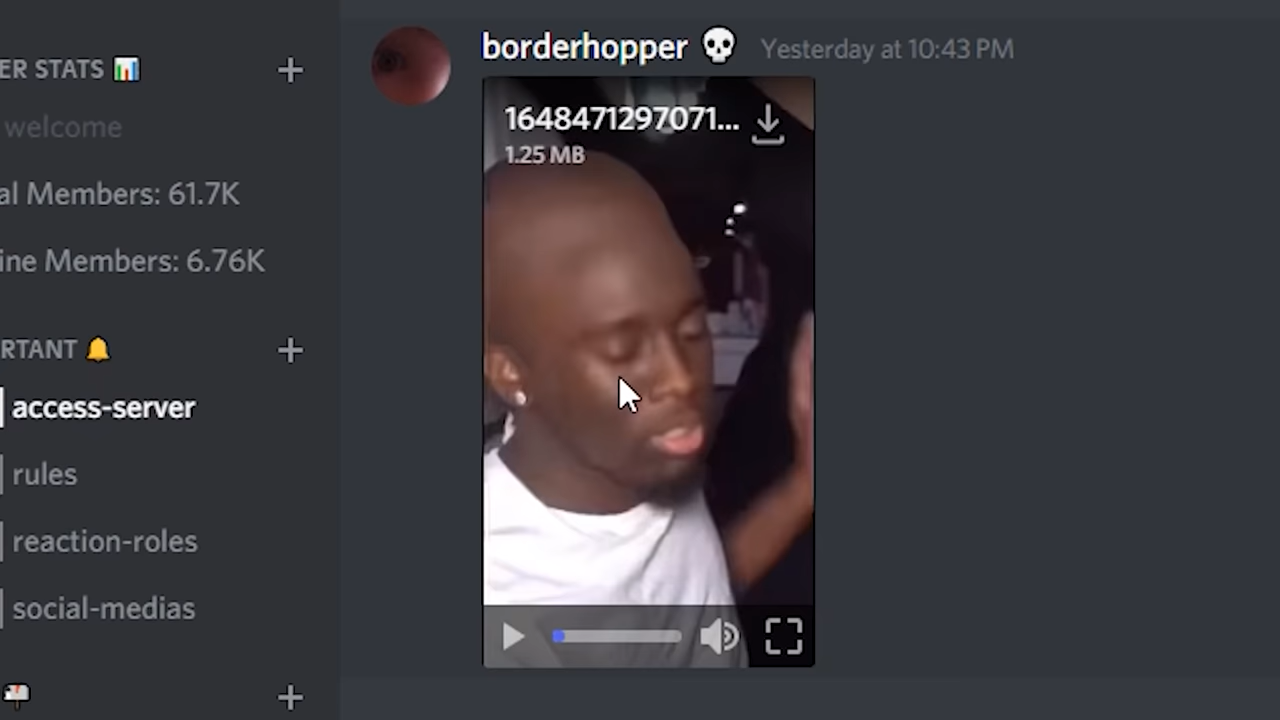 ER STATS 📊
welcome
al Members: 61.7K
ine Members: 6.76K
RTANT 🔔
access-server
rules
reaction-roles
social-medias
borderhopper 💀 Yesterday at 10:43 PM
1648471297071...
1.25 MB